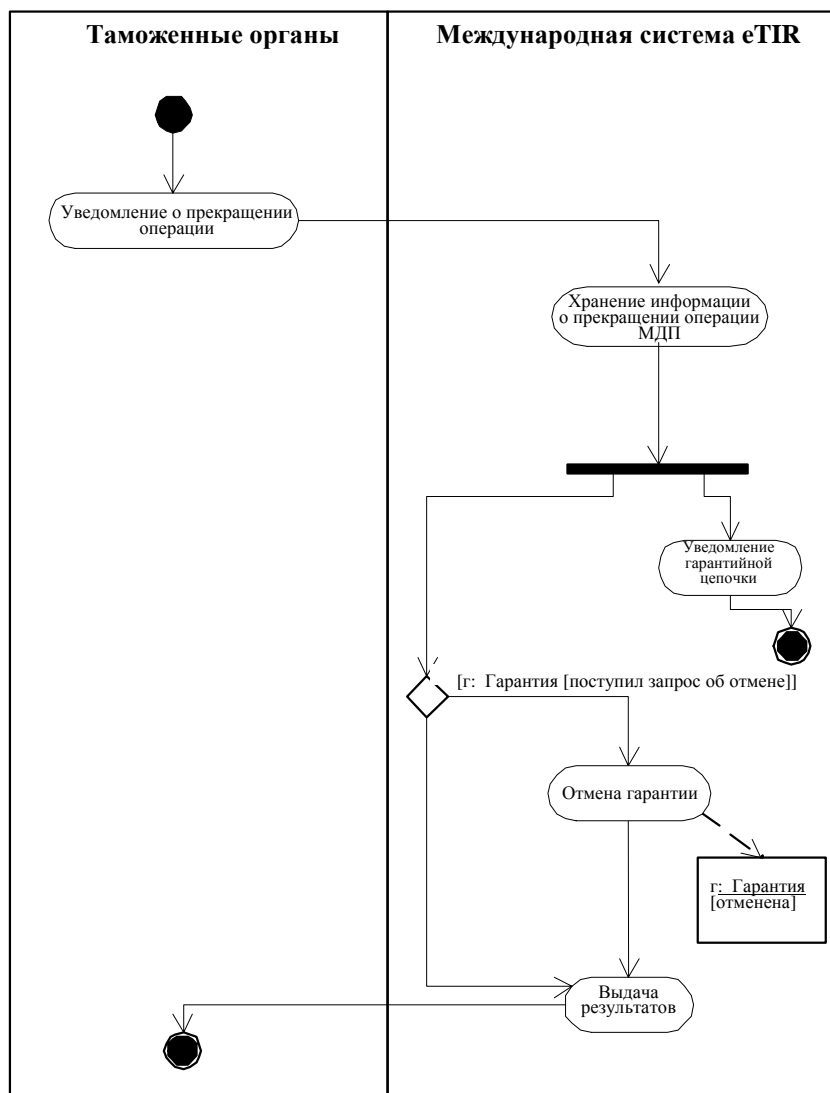 Таможенные органы
Международная система eTIR
Уведомление о прекращении
операции
Хранение информации
о прекращении операции
МДП
Уведомление
гарантийной
цепочки
[г: Гарантия [поступил запрос об отмене]]
Отмена гарантии
г: Гарантия
[отменена]
Выдача
результатов